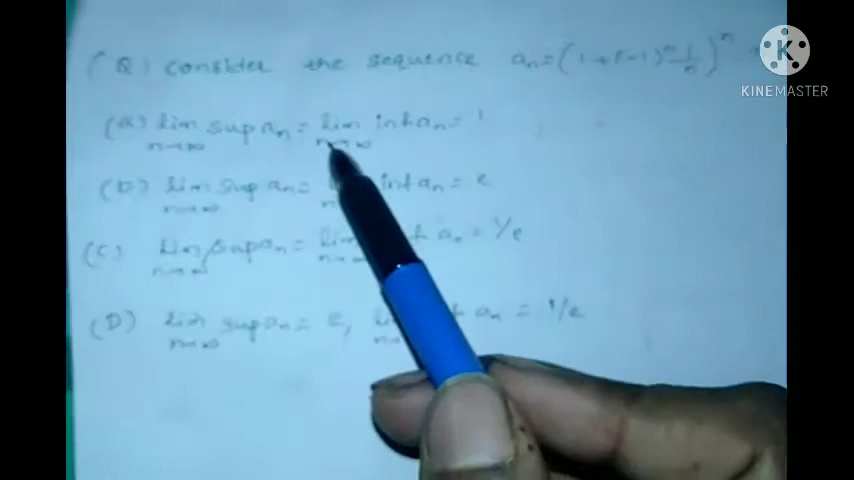 (Q) consider the sequence an=(1+(-1)^n 1/n)^n
(a) lim sup an = lim inf an = 1
n→∞ n→∞
(b) lim sup an = inf an = e
n→∞
(c) lim sup an = lim an = 1/e
n→∞ n→∞
(D) lim sup an = e, an = 1/e
n→∞
K
KINEMASTER